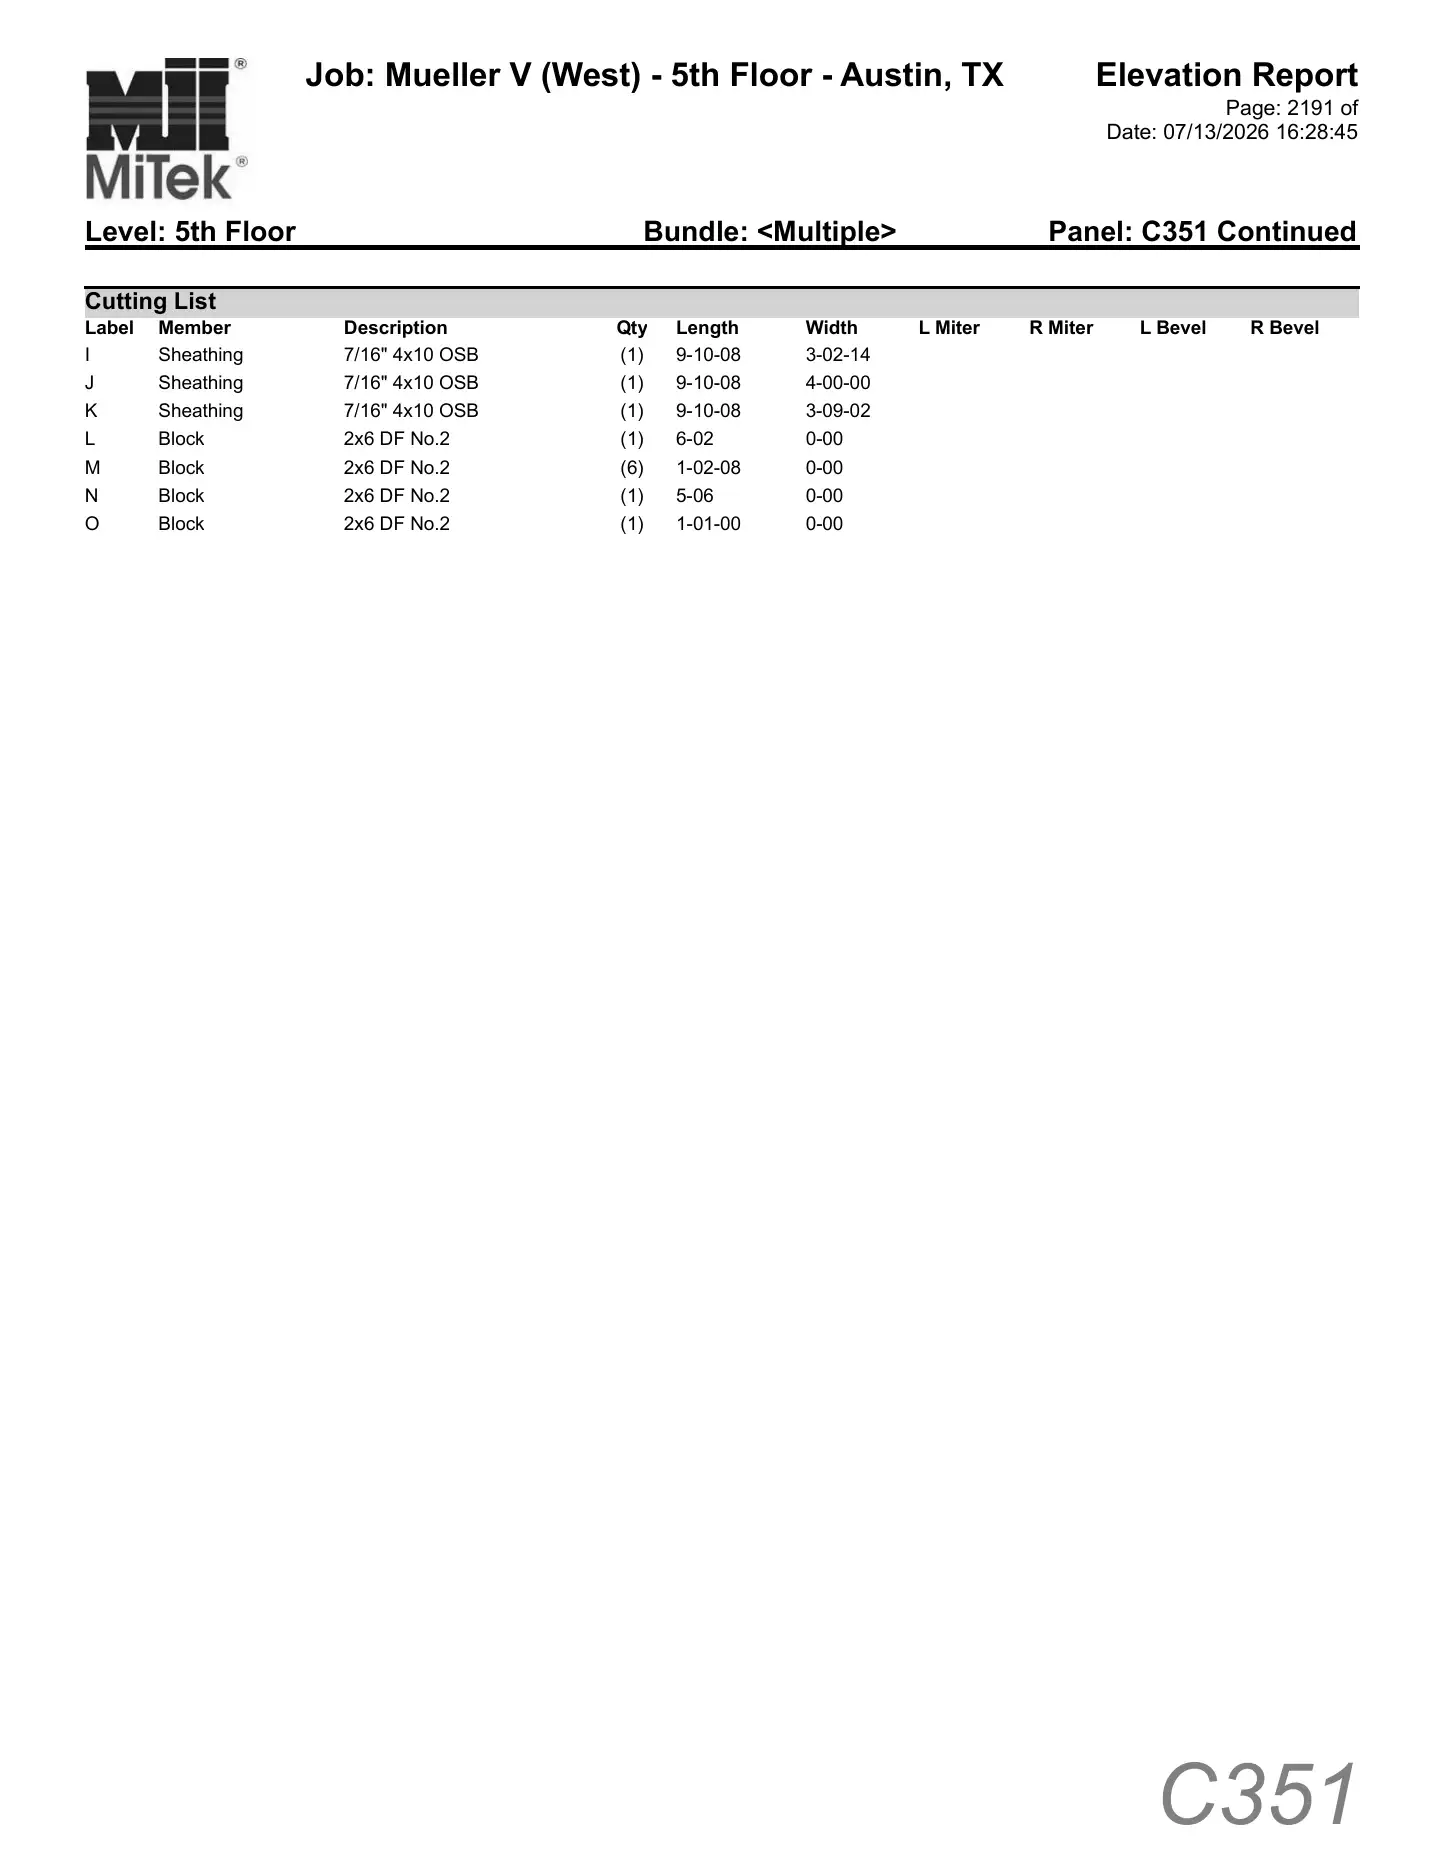 Job: Mueller V (West) - 5th Floor - Austin, TX
Elevation Report
Page: 2191 of
Date: 07/13/2026 16:28:45
MiTek®
Level: 5th Floor Bundle: <Multiple> Panel: C351 Continued
Cutting List
Label Member Description Qty Length Width L Miter R Miter L Bevel R Bevel
I Sheathing 7/16" 4x10 OSB (1) 9-10-08 3-02-14
J Sheathing 7/16" 4x10 OSB (1) 9-10-08 4-00-00
K Sheathing 7/16" 4x10 OSB (1) 9-10-08 3-09-02
L Block 2x6 DF No.2 (1) 6-02 0-00
M Block 2x6 DF No.2 (6) 1-02-08 0-00
N Block 2x6 DF No.2 (1) 5-06 0-00
O Block 2x6 DF No.2 (1) 1-01-00 0-00
C351